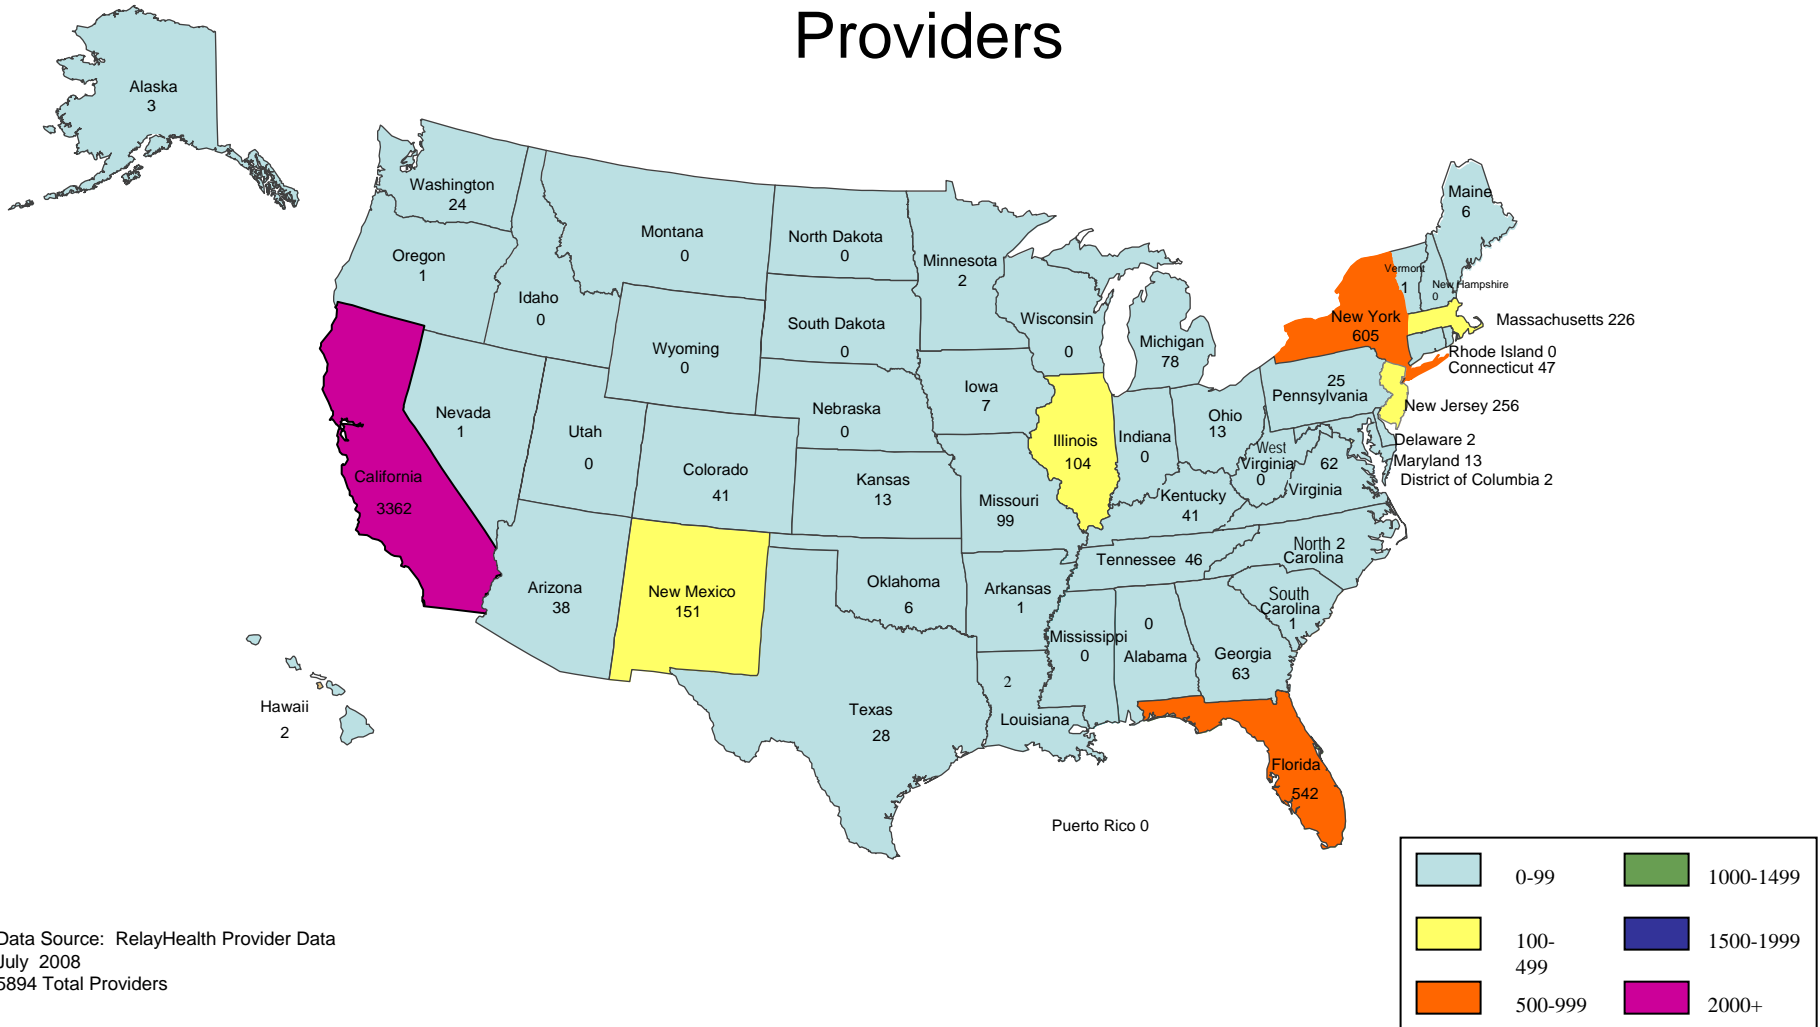 Providers
Alaska
3
Washington
24
Oregon
1
Idaho
0
Montana
0
North Dakota
0
Minnesota
2
Maine
6
Vermont
1
New Hampshire
0
New York
605
Massachusetts 226
Rhode Island 0
Connecticut 47
South Dakota
0
Wisconsin
0
Michigan
78
Wyoming
0
Iowa
7
25
Pennsylvania
New Jersey 256
Nevada
1
Utah
0
Nebraska
0
Illinois
104
Indiana
0
Ohio
13
Delaware 2
Maryland 13
District of Columbia 2
West
Virginia
0
62
Virginia
California
3362
Colorado
41
Kansas
13
Missouri
99
Kentucky
41
Tennessee 46
North 2
Carolina
Arizona
38
New Mexico
151
Oklahoma
6
Arkansas
1
South
Carolina
1
Mississippi
0
0
Alabama
Georgia
63
Hawaii
2
Texas
28
2
Louisiana
Florida
542
Puerto Rico 0
0-99
1000-1499
100-
499
1500-1999
500-999
2000+
Data Source: RelayHealth Provider Data
July 2008
5894 Total Providers